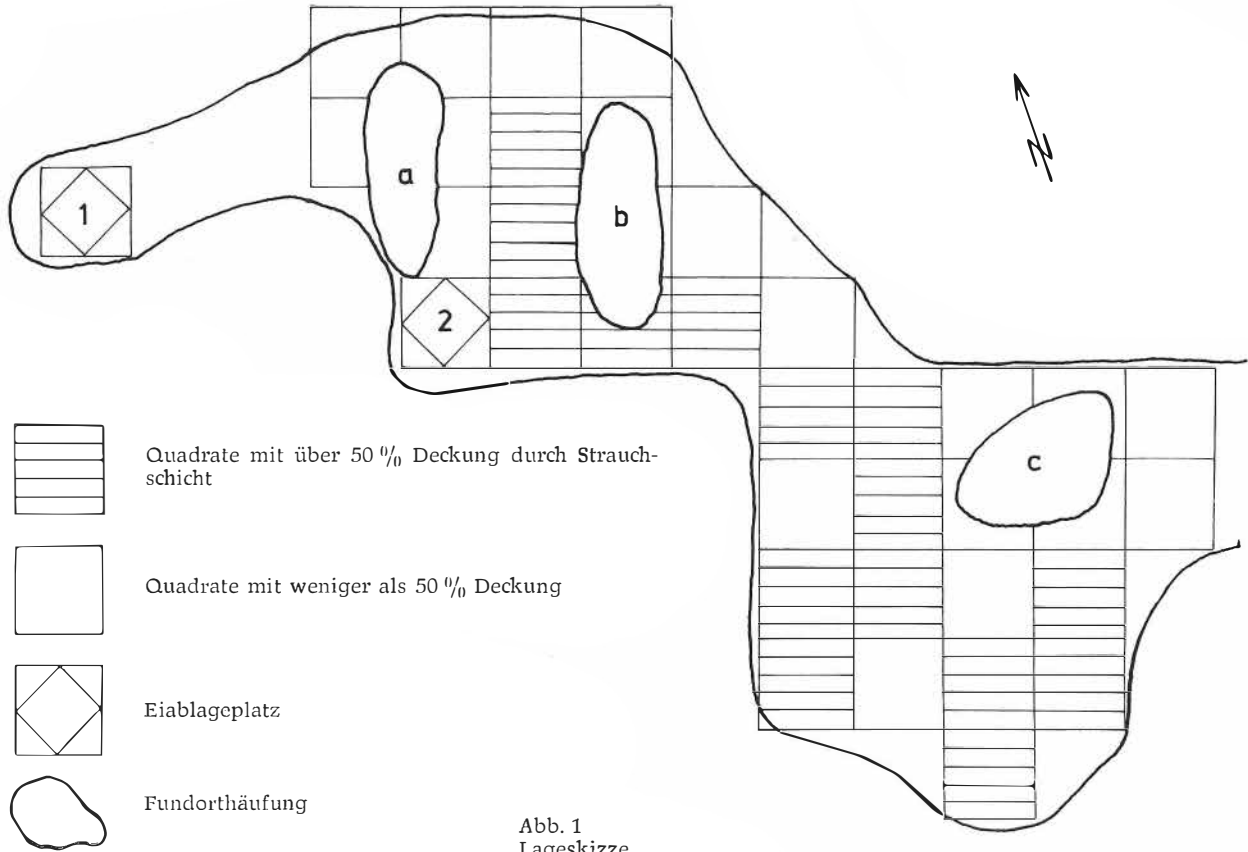 a
b
1
2
N
c
Quadrate mit über 50 % Deckung durch Strauch-
schicht
Quadrate mit weniger als 50 % Deckung
Eiablageplatz
Fundorthäufung
Abb. 1
Lageskizze